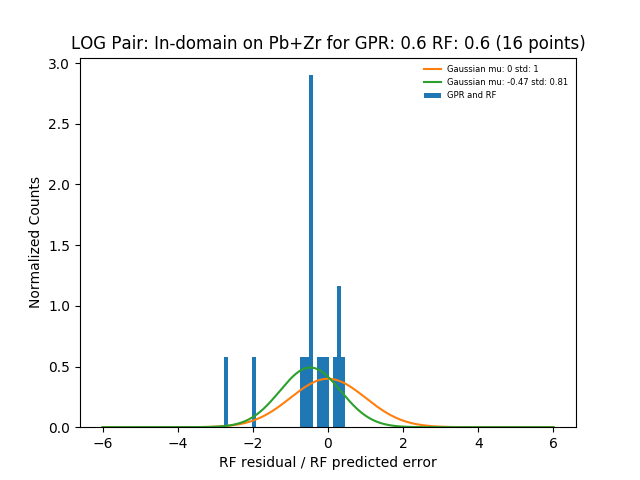 LOG Pair: In-domain on Pb+Zr for GPR: 0.6 RF: 0.6 (16 points)
Gaussian mu: 0 std: 1
Gaussian mu: -0.47 std: 0.81
GPR and RF
Normalized Counts
3.0
2.5
2.0
1.5
1.0
0.5
0.0
−6
−4
−2
0
2
4
6
RF residual / RF predicted error